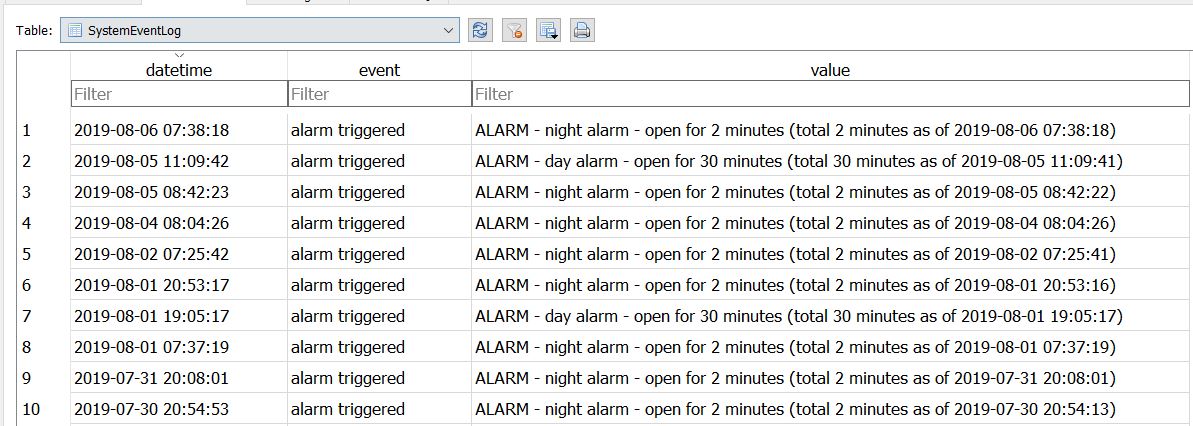 Table: SystemEventLog
datetime event value
Filter Filter Filter
1 2019-08-06 07:38:18 alarm triggered ALARM - night alarm - open for 2 minutes (total 2 minutes as of 2019-08-06 07:38:18)
2 2019-08-05 11:09:42 alarm triggered ALARM - day alarm - open for 30 minutes (total 30 minutes as of 2019-08-05 11:09:41)
3 2019-08-05 08:42:23 alarm triggered ALARM - night alarm - open for 2 minutes (total 2 minutes as of 2019-08-05 08:42:22)
4 2019-08-04 08:04:26 alarm triggered ALARM - night alarm - open for 2 minutes (total 2 minutes as of 2019-08-04 08:04:26)
5 2019-08-02 07:25:42 alarm triggered ALARM - night alarm - open for 2 minutes (total 2 minutes as of 2019-08-02 07:25:41)
6 2019-08-01 20:53:17 alarm triggered ALARM - night alarm - open for 2 minutes (total 2 minutes as of 2019-08-01 20:53:16)
7 2019-08-01 19:05:17 alarm triggered ALARM - day alarm - open for 30 minutes (total 30 minutes as of 2019-08-01 19:05:17)
8 2019-08-01 07:37:19 alarm triggered ALARM - night alarm - open for 2 minutes (total 2 minutes as of 2019-08-01 07:37:19)
9 2019-07-31 20:08:01 alarm triggered ALARM - night alarm - open for 2 minutes (total 2 minutes as of 2019-07-31 20:08:01)
10 2019-07-30 20:54:53 alarm triggered ALARM - night alarm - open for 2 minutes (total 2 minutes as of 2019-07-30 20:54:13)